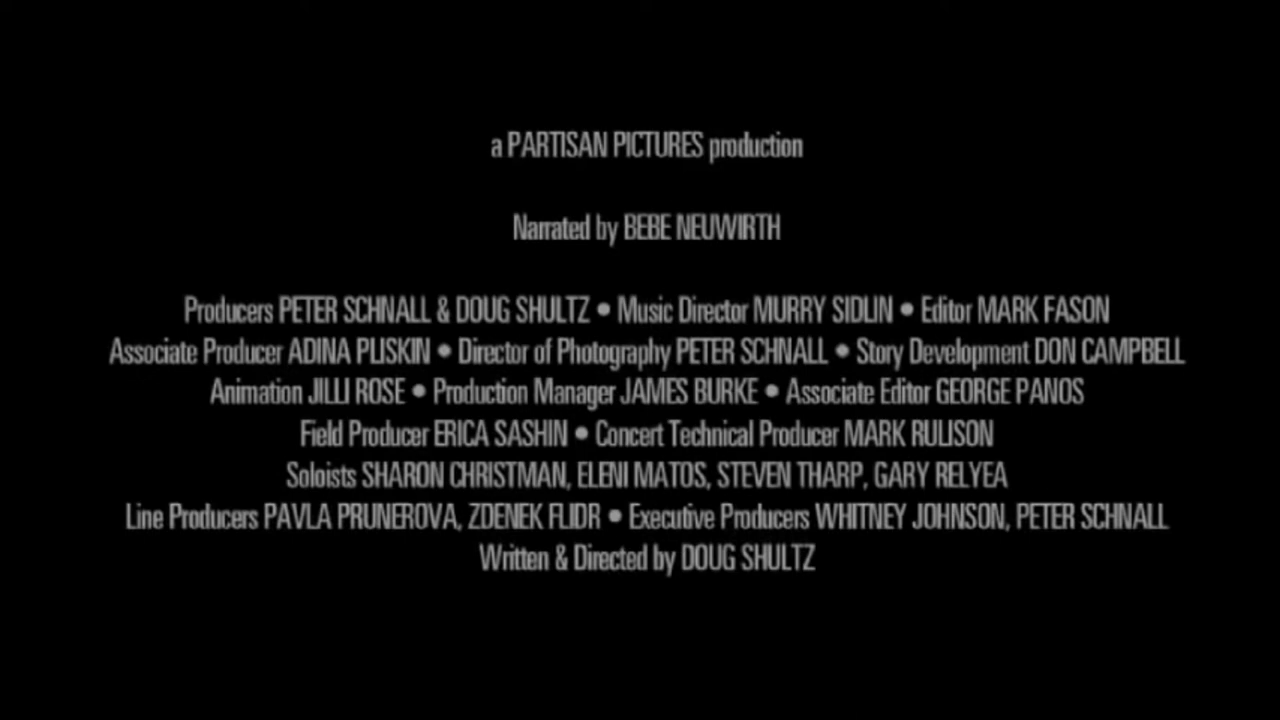 a PARTISAN PICTURES production
Narrated by BEBE NEUWIRTH
Producers PETER SCHNALL & DOUG SHULTZ • Music Director MURRY SIDLIN • Editor MARK FASON
Associate Producer ADINA PLISKIN • Director of Photography PETER SCHNALL • Story Development DON CAMPBELL
Animation JILLI ROSE • Production Manager JAMES BURKE • Associate Editor GEORGE PANOS
Field Producer ERICA SASHIN • Concert Technical Producer MARK RULISON
Soloists SHARON CHRISTMAN, ELENI MATOS, STEVEN THARP, GARY RELYEA
Line Producers PAVLA PRUNEROVA, ZDENEK FLIDR • Executive Producers WHITNEY JOHNSON, PETER SCHNALL
Written & Directed by DOUG SHULTZ